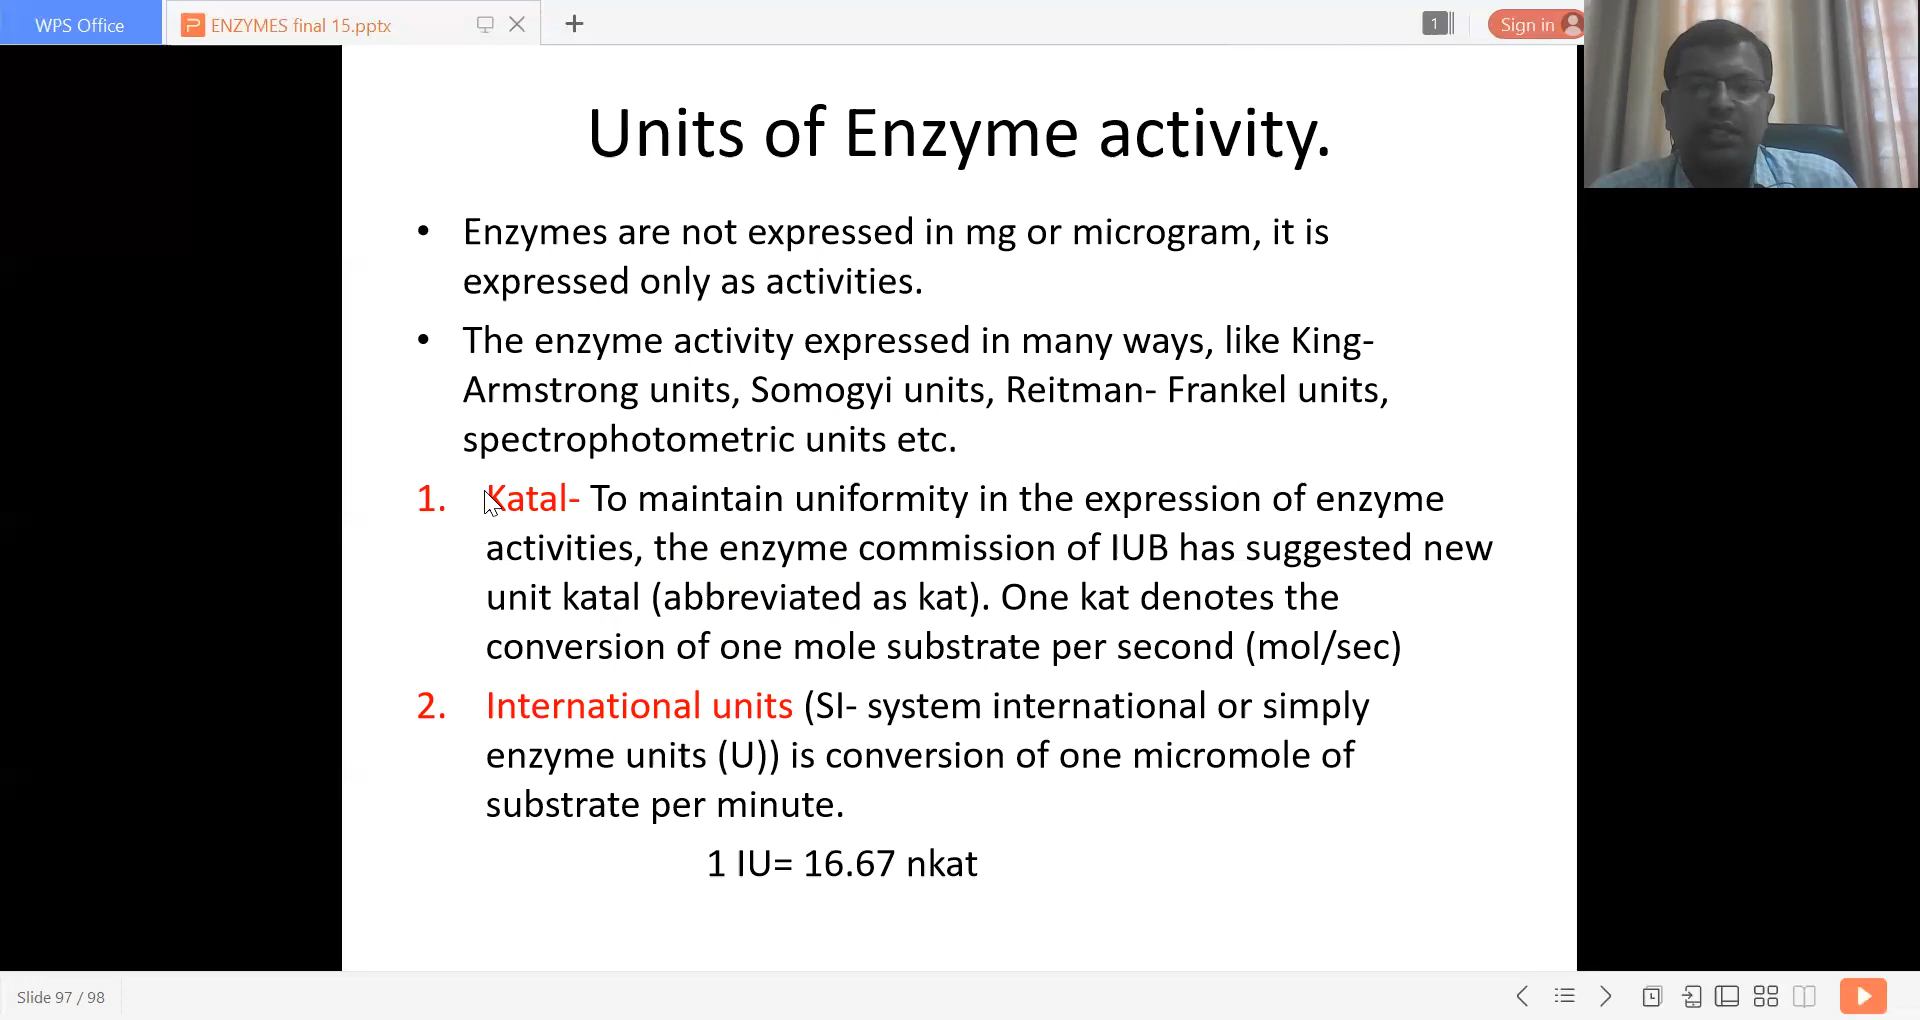 WPS Office
ENZYMES final 15.pptx
1
Sign in
Units of Enzyme activity.
• Enzymes are not expressed in mg or microgram, it is
expressed only as activities.
• The enzyme activity expressed in many ways, like King-
Armstrong units, Somogyi units, Reitman- Frankel units,
spectrophotometric units etc.
1. Katal- To maintain uniformity in the expression of enzyme
activities, the enzyme commission of IUB has suggested new
unit katal (abbreviated as kat). One kat denotes the
conversion of one mole substrate per second (mol/sec)
2. International units (SI- system international or simply
enzyme units (U)) is conversion of one micromole of
substrate per minute.
1 IU= 16.67 nkat
Slide 97 / 98